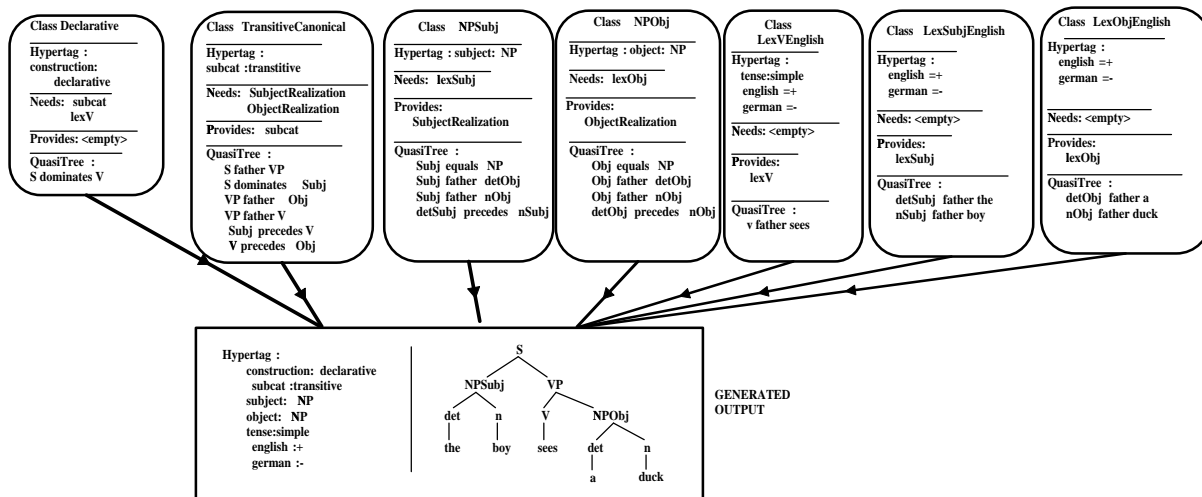 Class Declarative
Hypertag :
construction:
declarative
Needs: subcat
lexV
Provides: <empty>
QuasiTree :
S dominates V
Class TransitiveCanonical
Hypertag :
subcat :transtitive
Needs: SubjectRealization
ObjectRealization
Provides: subcat
QuasiTree :
S father VP
S dominates Subj
VP father Obj
VP father V
Subj precedes V
V precedes Obj
Class NPSubj
Hypertag : subject: NP
Needs: lexSubj
Provides:
SubjectRealization
QuasiTree :
Subj equals NP
Subj father detObj
Subj father nObj
detSubj precedes nSubj
Class NPObj
Hypertag : object: NP
Needs: lexObj
Provides:
ObjectRealization
QuasiTree :
Obj equals NP
Obj father detObj
Obj father nObj
detObj precedes nObj
Class
LexVEnglish
Hypertag :
tense:simple
english =+
german =-
Needs: <empty>
Provides:
lexV
QuasiTree :
v father sees
Class LexSubjEnglish
Hypertag :
english =+
german =-
Needs: <empty>
Provides:
lexSubj
QuasiTree :
detSubj father the
nSubj father boy
Class LexObjEnglish
Hypertag :
english =+
german =-
Needs: <empty>
Provides:
lexObj
QuasiTree :
detObj father a
nObj father duck
Hypertag :
construction: declarative
subcat :transitive
subject: NP
object: NP
tense:simple
english :+
german :-
S
NPSubj VP
det n V NPObj
the boy sees det n
a duck
GENERATED
OUTPUT